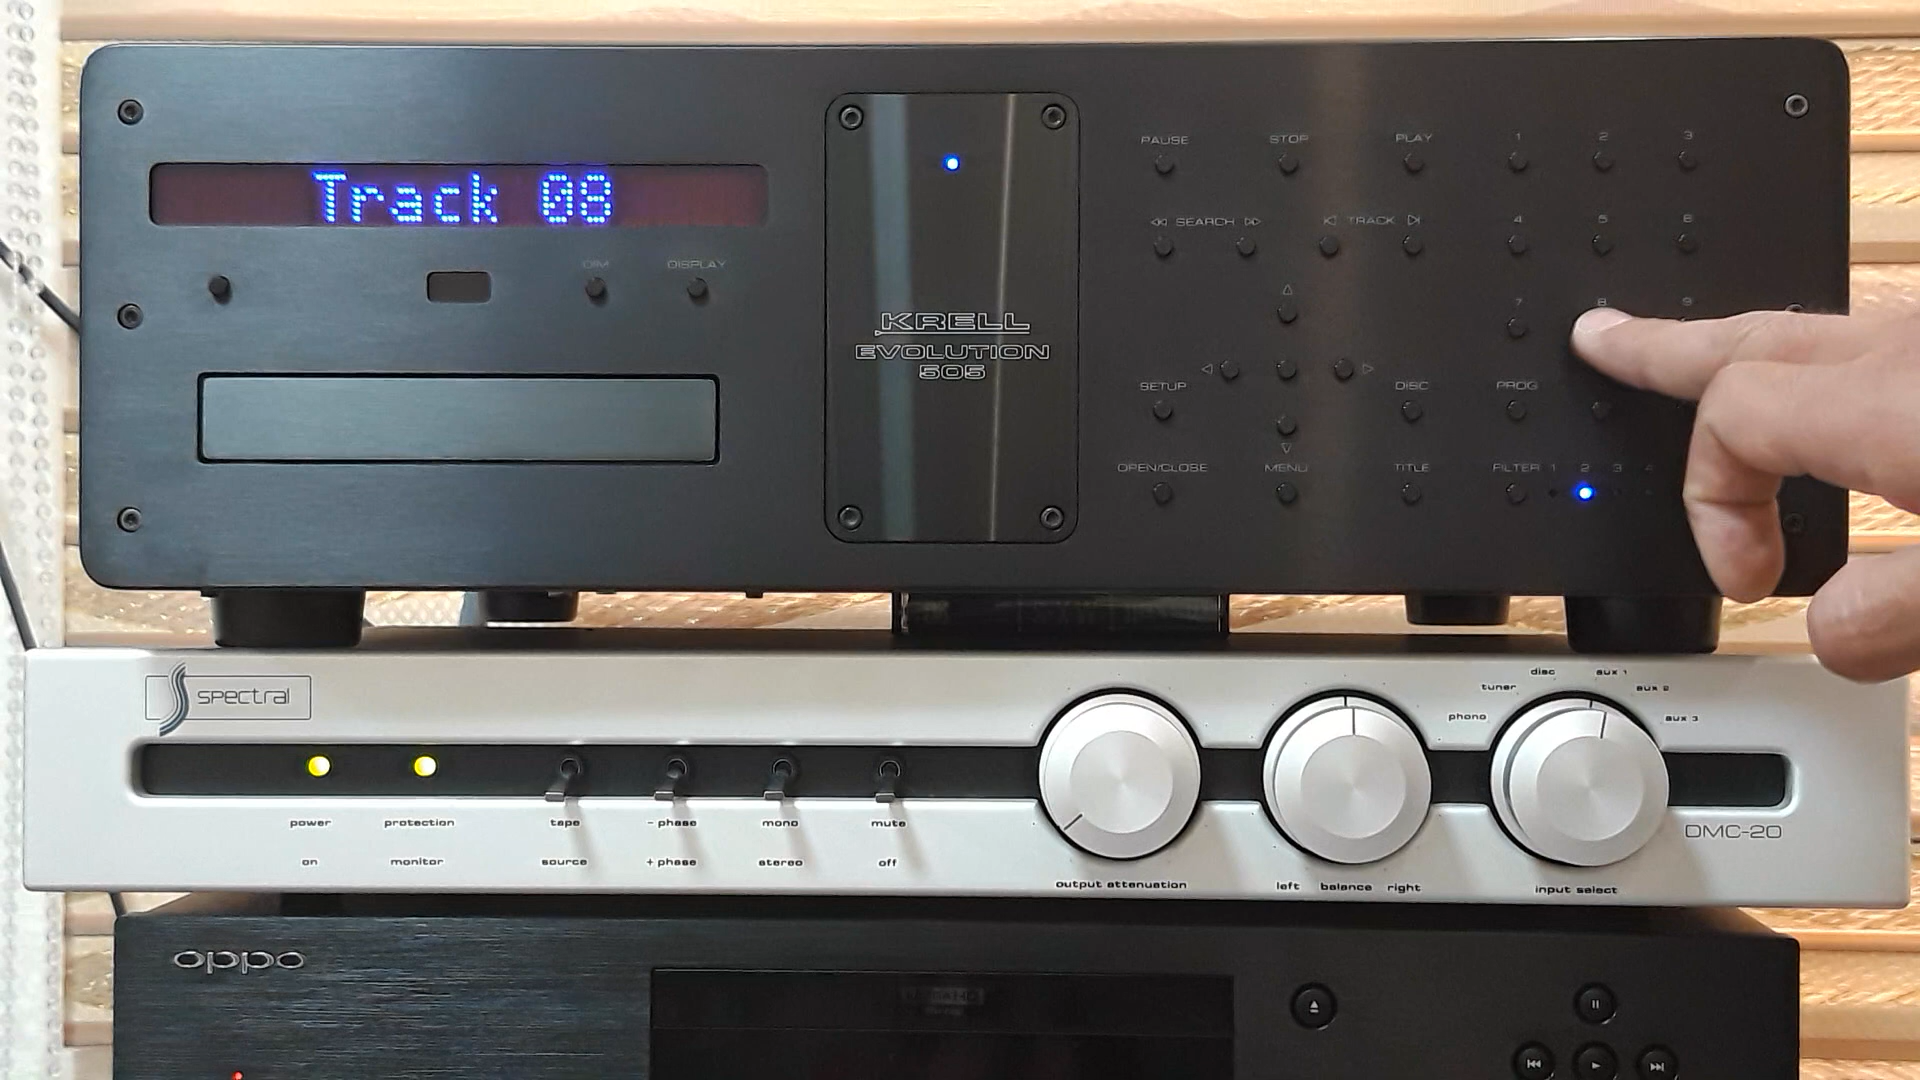 Track 08
DIM DISPLAY
KRELL
EVOLUTION
505
PAUSE STOP PLAY 1 2 3
SEARCH TRACK 4 5 6
7 8 9
SETUP DISC PROG
OPEN/CLOSE MENU TITLE FILTER 1 2 3 4
spectral
phono tuner disc aux 1 aux 2 aux 3
power protection tape - phase mono mute
on monitor source + phase stereo off
output attenuation left balance right input select
DMC-20
oppo